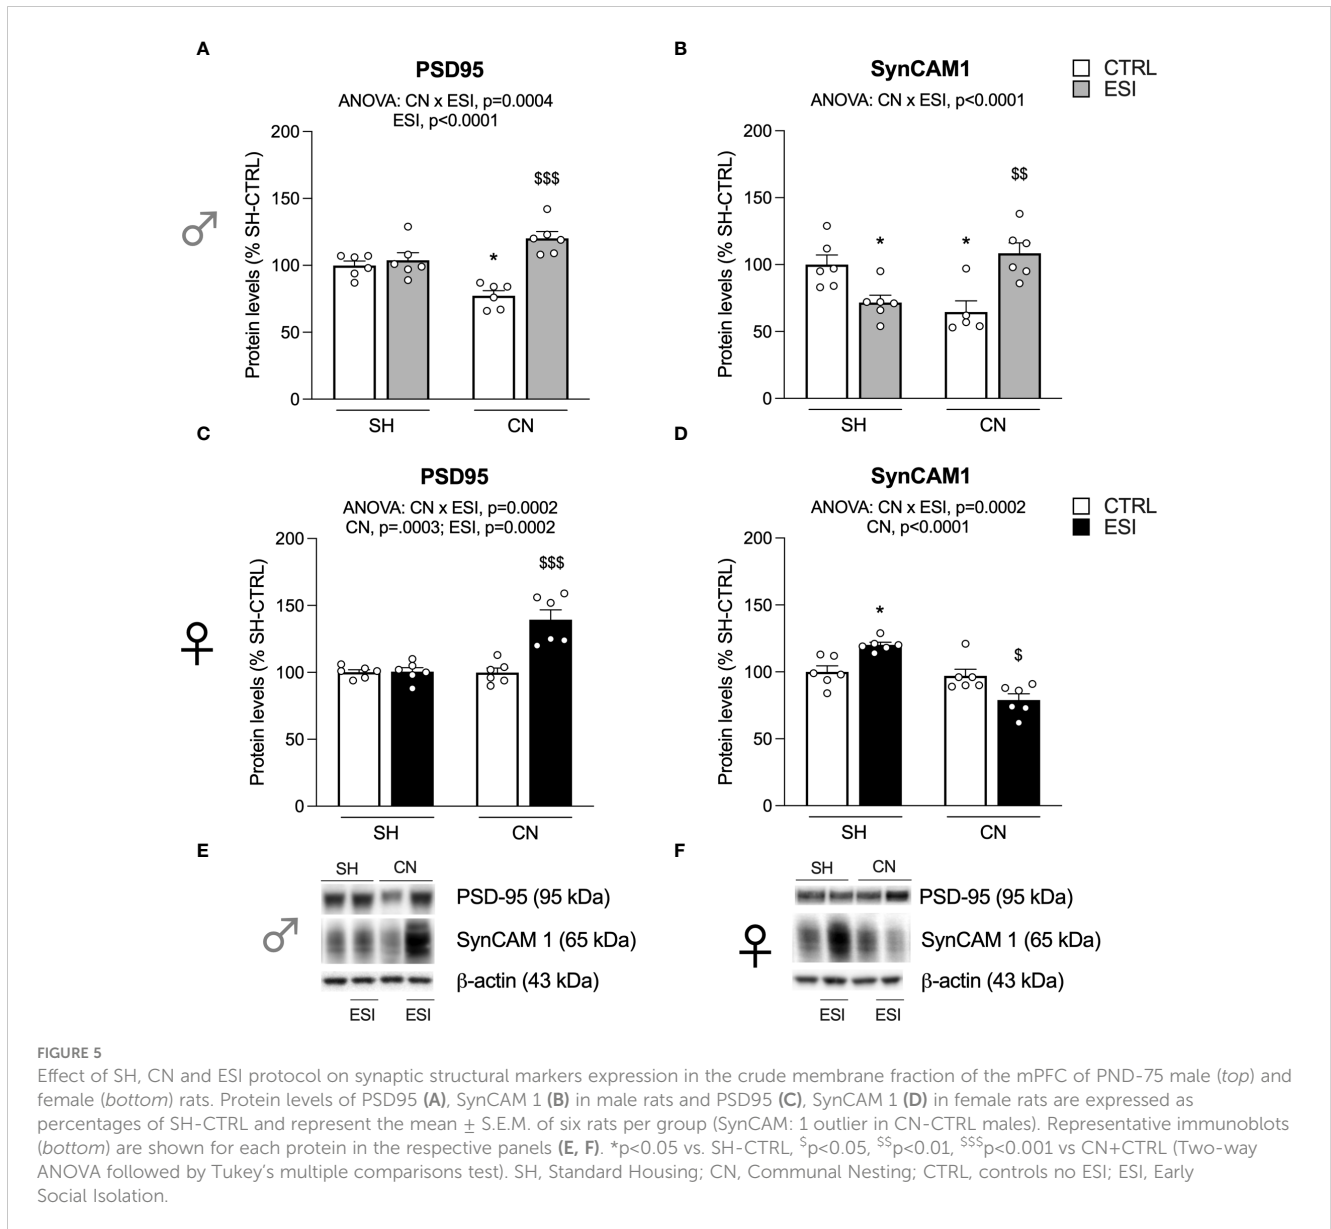 A
PSD95
ANOVA: CN x ESI, p=0.0004
ESI, p<0.0001
Protein levels (% SH-CTRL)
200
150
100
50
0
$$$
*
SH
CN
B
SynCAM1
ANOVA: CN x ESI, p<0.0001
CTRL
ESI
Protein levels (% SH-CTRL)
200
150
100
50
0
*
*
$$
SH
CN
♂
C
PSD95
ANOVA: CN x ESI, p=0.0002
CN, p=.0003; ESI, p=0.0002
Protein levels (% SH-CTRL)
200
150
100
50
0
$$$
SH
CN
D
SynCAM1
ANOVA: CN x ESI, p=0.0002
CN, p<0.0001
CTRL
ESI
Protein levels (% SH-CTRL)
200
150
100
50
0
*
$
SH
CN
♀
E
SH CN
PSD-95 (95 kDa)
SynCAM 1 (65 kDa)
β-actin (43 kDa)
ESI ESI
♂
F
SH CN
PSD-95 (95 kDa)
SynCAM 1 (65 kDa)
β-actin (43 kDa)
ESI ESI
♀
FIGURE 5
Effect of SH, CN and ESI protocol on synaptic structural markers expression in the crude membrane fraction of the mPFC of PND-75 male (top) and
female (bottom) rats. Protein levels of PSD95 (A), SynCAM 1 (B) in male rats and PSD95 (C), SynCAM 1 (D) in female rats are expressed as
percentages of SH-CTRL and represent the mean ± S.E.M. of six rats per group (SynCAM: 1 outlier in CN-CTRL males). Representative immunoblots
(bottom) are shown for each protein in the respective panels (E, F). *p<0.05 vs. SH-CTRL, $p<0.05, $$p<0.01, $$$p<0.001 vs CN+CTRL (Two-way
ANOVA followed by Tukey's multiple comparisons test). SH, Standard Housing; CN, Communal Nesting; CTRL, controls no ESI; ESI, Early
Social Isolation.